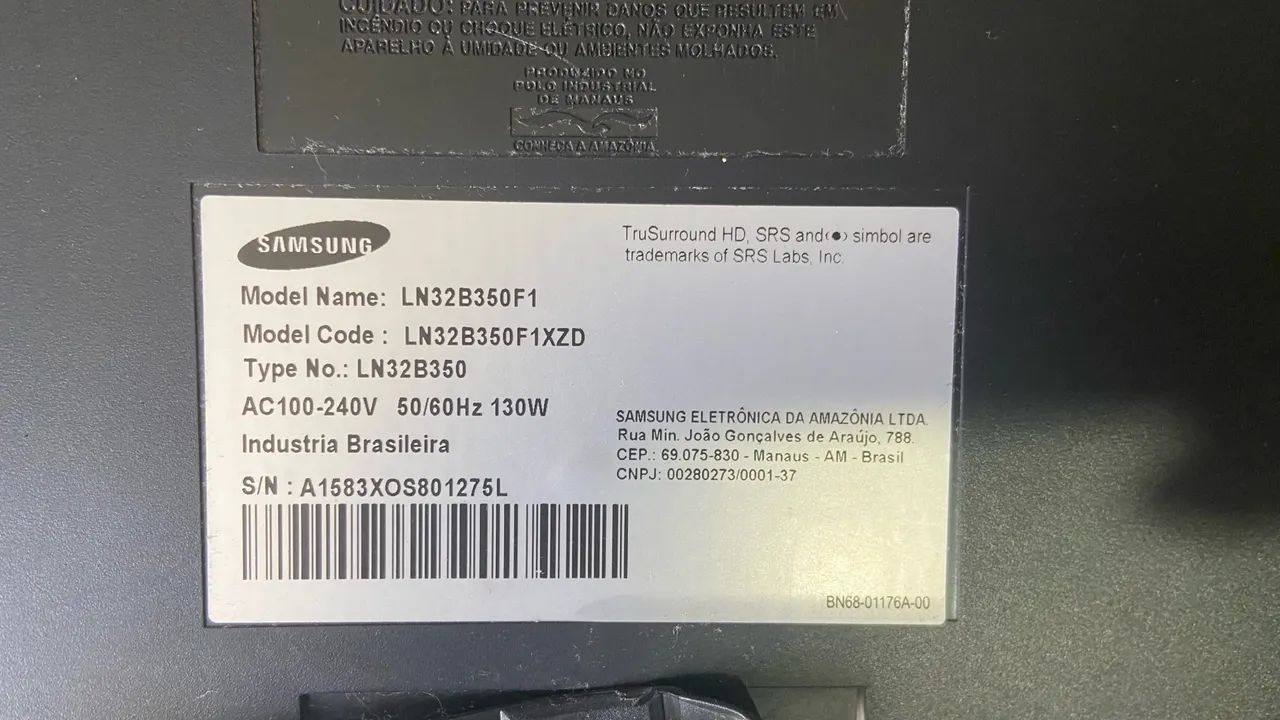 CUIDADO: PARA PREVENIR DANOS QUE RESULTEM EM
INCÊNDIO OU CHOQUE ELÉTRICO, NÃO EXPONHA ESTE
APARELHO À UMIDADE OU AMBIENTES MOLHADOS.
PRODUZIDO NO
POLO INDUSTRIAL
DE MANAUS
CONHEÇA A AMAZÔNIA
SAMSUNG
TruSurround HD, SRS and simbol are
trademarks of SRS Labs, Inc.
Model Name: LN32B350F1
Model Code : LN32B350F1XZD
Type No.: LN32B350
AC100-240V 50/60Hz 130W
Industria Brasileira
S/N : A1583XOS801275L
SAMSUNG ELETRÔNICA DA AMAZÔNIA LTDA.
Rua Min. João Gonçalves de Araújo, 788.
CEP.: 69.075-830 - Manaus - AM - Brasil
CNPJ: 00280273/0001-37
BN68-01176A-00